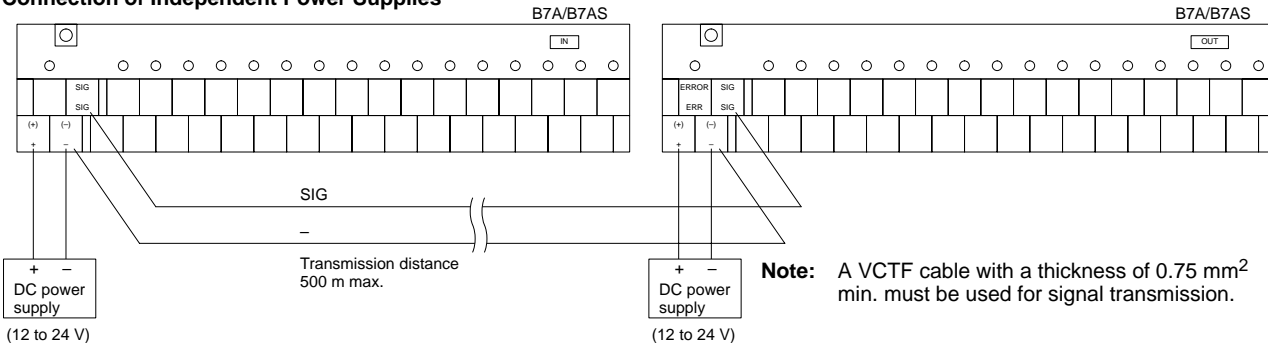 Connection of Independent Power Supplies
B7A/B7AS
B7A/B7AS
IN
OUT
SIG
ERROR SIG
SIG
ERR SIG
(+) (–)
(+) (–)
+ –
+ –
SIG
–
Transmission distance
500 m max.
+ –
DC power
supply
(12 to 24 V)
+ –
DC power
supply
(12 to 24 V)
Note: A VCTF cable with a thickness of 0.75 mm2
min. must be used for signal transmission.